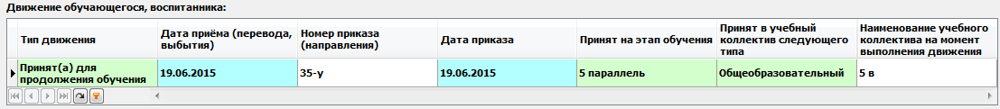 Движение обучающегося, воспитанника:
Тип движения
Дата приёма (перевода,
выбытия)
Номер приказа
(направления)
Дата приказа
Принят на этап обучения
Принят в учебный
коллектив следующего
типа
Наименование учебного
коллектива на момент
выполнения движения
Принят(а) для
продолжения обучения
19.06.2015
35-у
19.06.2015
5 параллель
Общеобразовательный
5 в